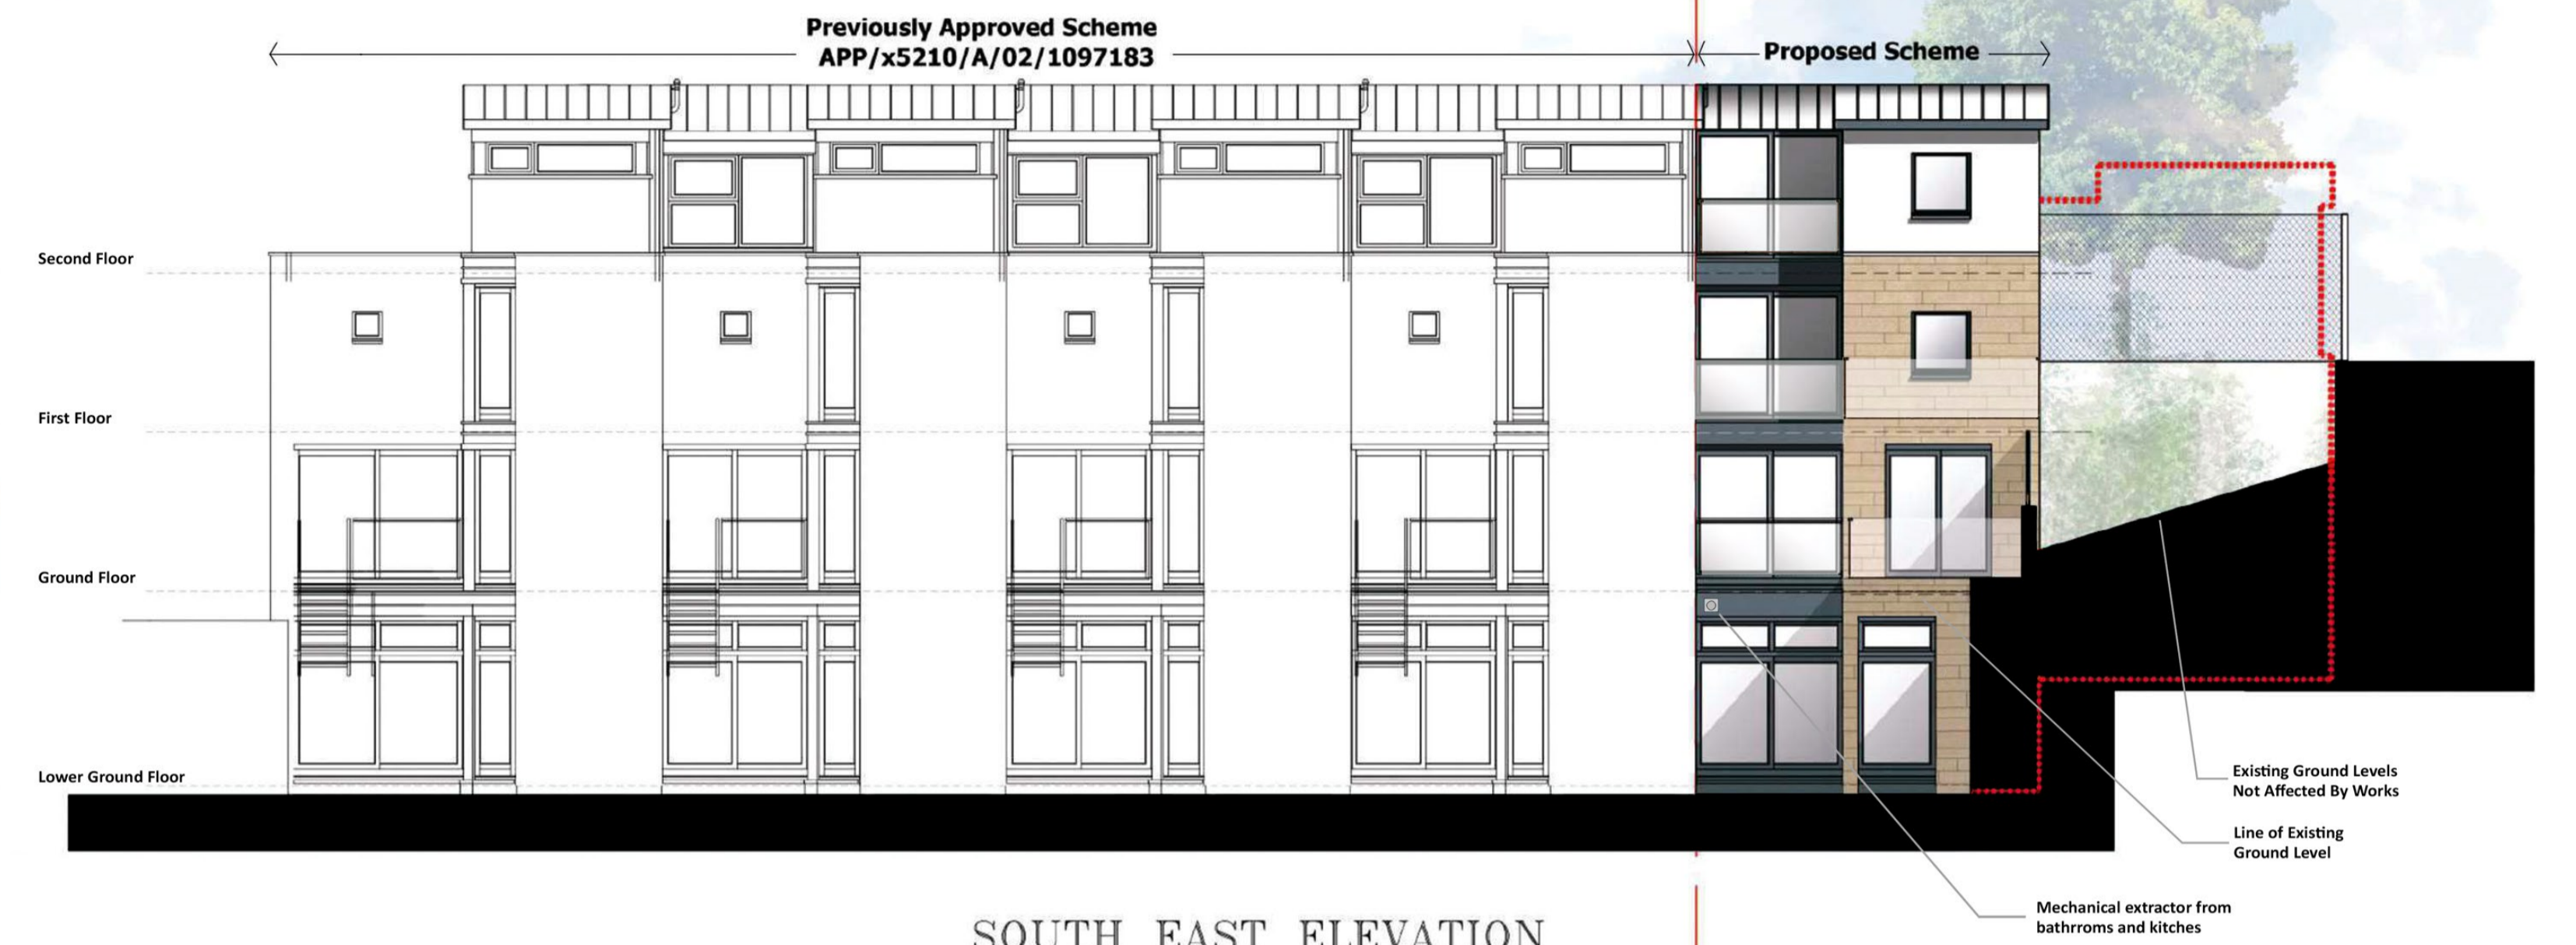 Previously Approved Scheme
APP/x5210/A/02/1097183
Proposed Scheme
Second Floor
First Floor
Ground Floor
Lower Ground Floor
Existing Ground Levels
Not Affected By Works
Line of Existing
Ground Level
Mechanical extractor from
bathrroms and kitches
SOUTH EAST ELEVATION